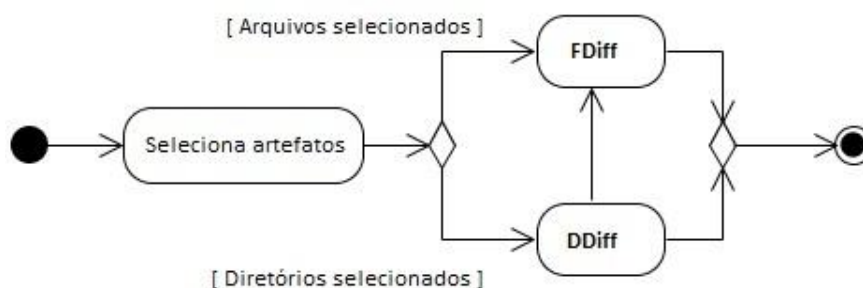 [ Arquivos selecionados ]
FDiff
Seleciona artefatos
DDiff
[ Diretórios selecionados ]